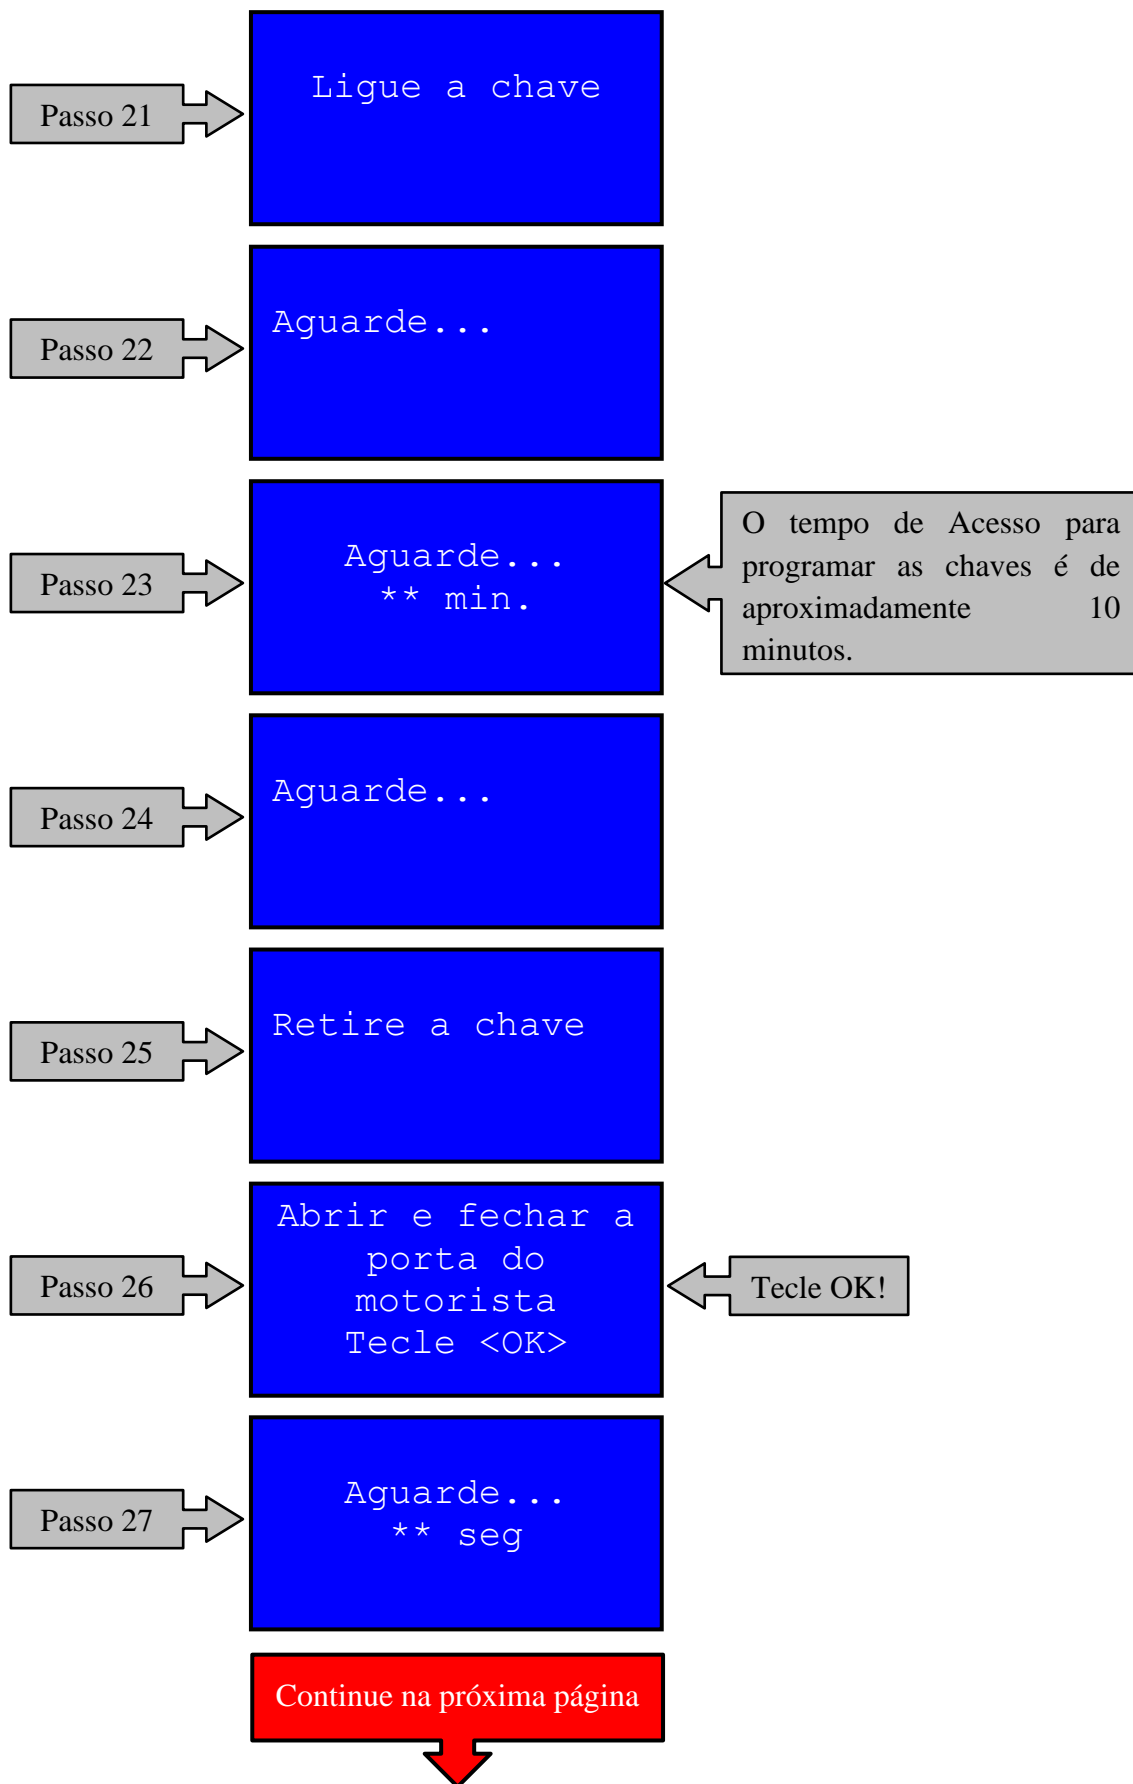 Passo 21
Ligue a chave
Passo 22
Aguarde...
Passo 23
Aguarde...
** min.
O tempo de Acesso para
programar as chaves é de
aproximadamente 10
minutos.
Passo 24
Aguarde...
Passo 25
Retire a chave
Passo 26
Abrir e fechar a
porta do
motorista
Tecle <OK>
Tecle OK!
Passo 27
Aguarde...
** seg
Continue na próxima página